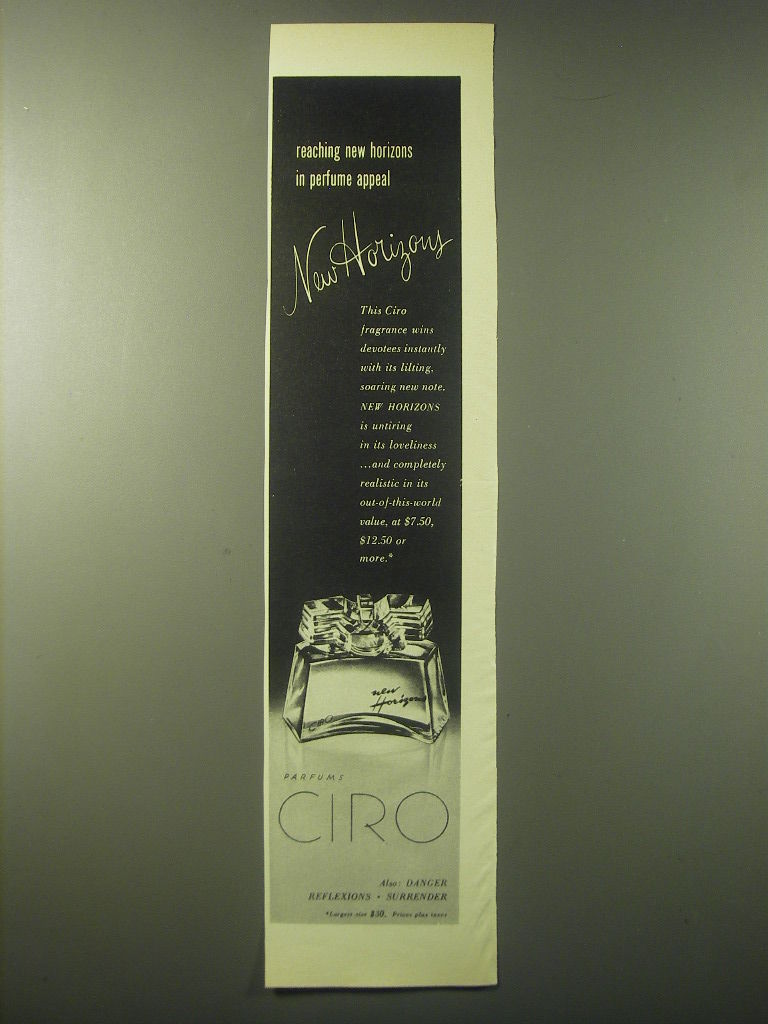 reaching new horizons
in perfume appeal
New Horizons
This Ciro
fragrance wins
devotees instantly
with its lilting,
soaring new note.
NEW HORIZONS
is untiring
in its loveliness
...and completely
realistic in its
out-of-this-world
value, at $7.50,
$12.50 or
more.*
new
Horizons
CIRO
PARFUMS
CIRO
Also: DANGER
REFLEXIONS • SURRENDER
*Largest size $30. Prices plus taxes